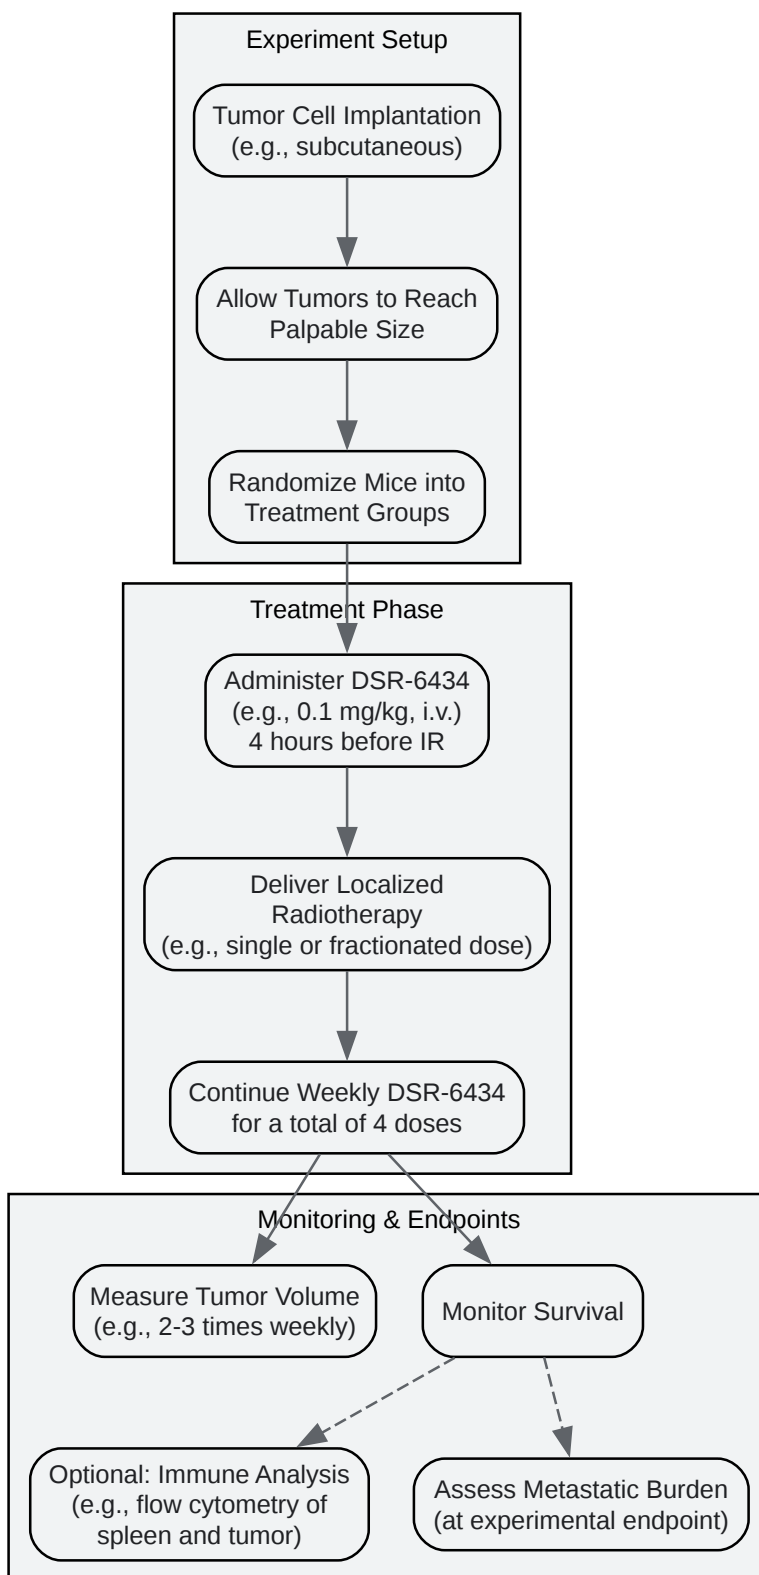 Experiment Setup
Tumor Cell Implantation
(e.g., subcutaneous)
Allow Tumors to Reach
Palpable Size
Randomize Mice into
Treatment Groups
Treatment Phase
Administer DSR-6434
(e.g., 0.1 mg/kg, i.v.)
4 hours before IR
Deliver Localized
Radiotherapy
(e.g., single or fractionated dose)
Continue Weekly DSR-6434
for a total of 4 doses
Monitoring & Endpoints
Measure Tumor Volume
(e.g., 2-3 times weekly)
Monitor Survival
Optional: Immune Analysis
(e.g., flow cytometry of
spleen and tumor)
Assess Metastatic Burden
(at experimental endpoint)